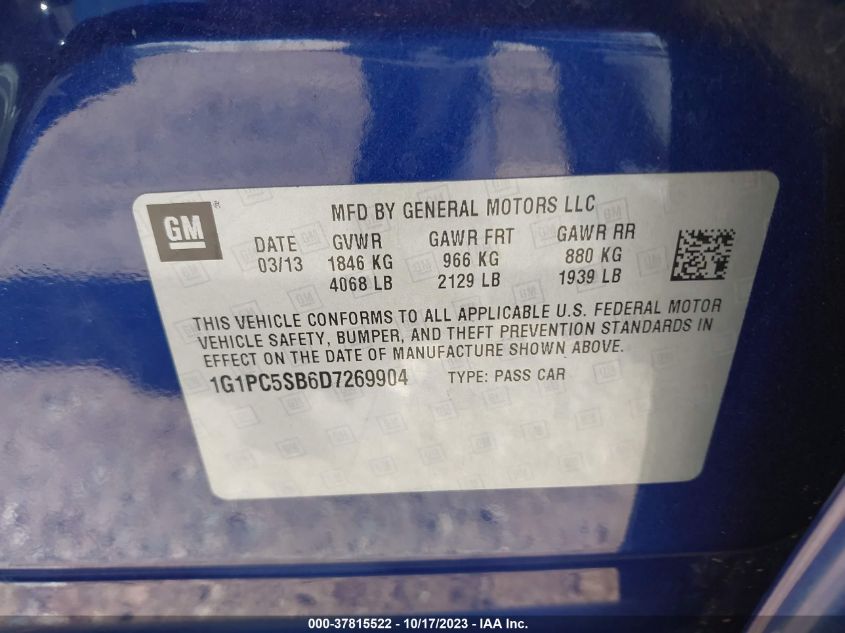 GM ®
MFD BY GENERAL MOTORS LLC
DATE GVWR GAWR FRT GAWR RR
03/13 1846 KG 966 KG 880 KG
4068 LB 2129 LB 1939 LB
THIS VEHICLE CONFORMS TO ALL APPLICABLE U.S. FEDERAL MOTOR
VEHICLE SAFETY, BUMPER, AND THEFT PREVENTION STANDARDS IN
EFFECT ON THE DATE OF MANUFACTURE SHOWN ABOVE.
1G1PC5SB6D7269904 TYPE: PASS CAR
000-37815522 - 10/17/2023 - IAA Inc.